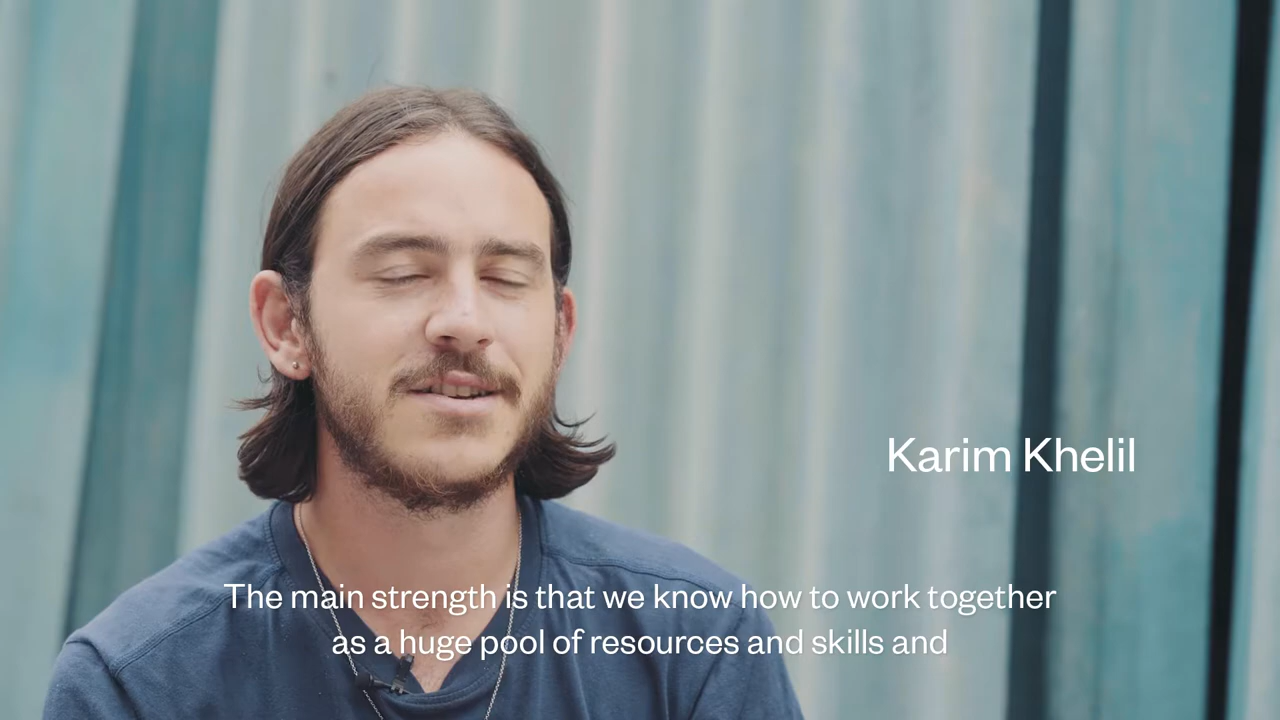 Karim Khelil
The main strength is that we know how to work together
as a huge pool of resources and skills and